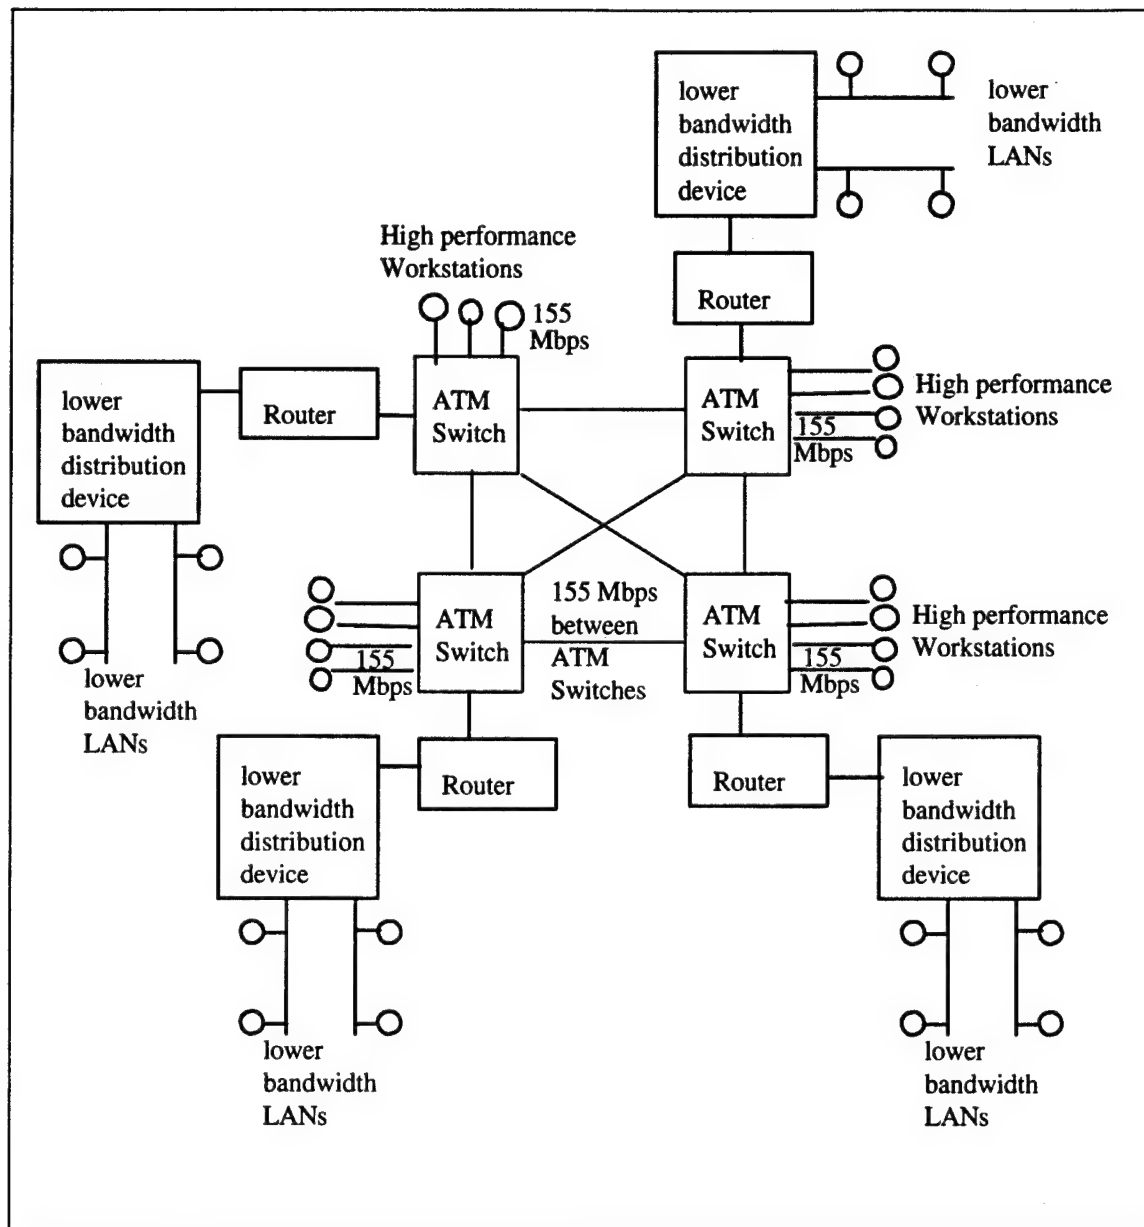 lower
bandwidth
distribution
device
lower
bandwidth
LANs
High performance
Workstations
155
Mbps
Router
lower
bandwidth
distribution
device
Router
ATM
Switch
ATM
Switch
High performance
Workstations
155
Mbps
ATM
Switch
155
Mbps
155 Mbps
between
ATM
Switches
ATM
Switch
High performance
Workstations
155
Mbps
lower
bandwidth
LANs
lower
bandwidth
distribution
device
Router
Router
lower
bandwidth
distribution
device
lower
bandwidth
LANs
lower
bandwidth
LANs